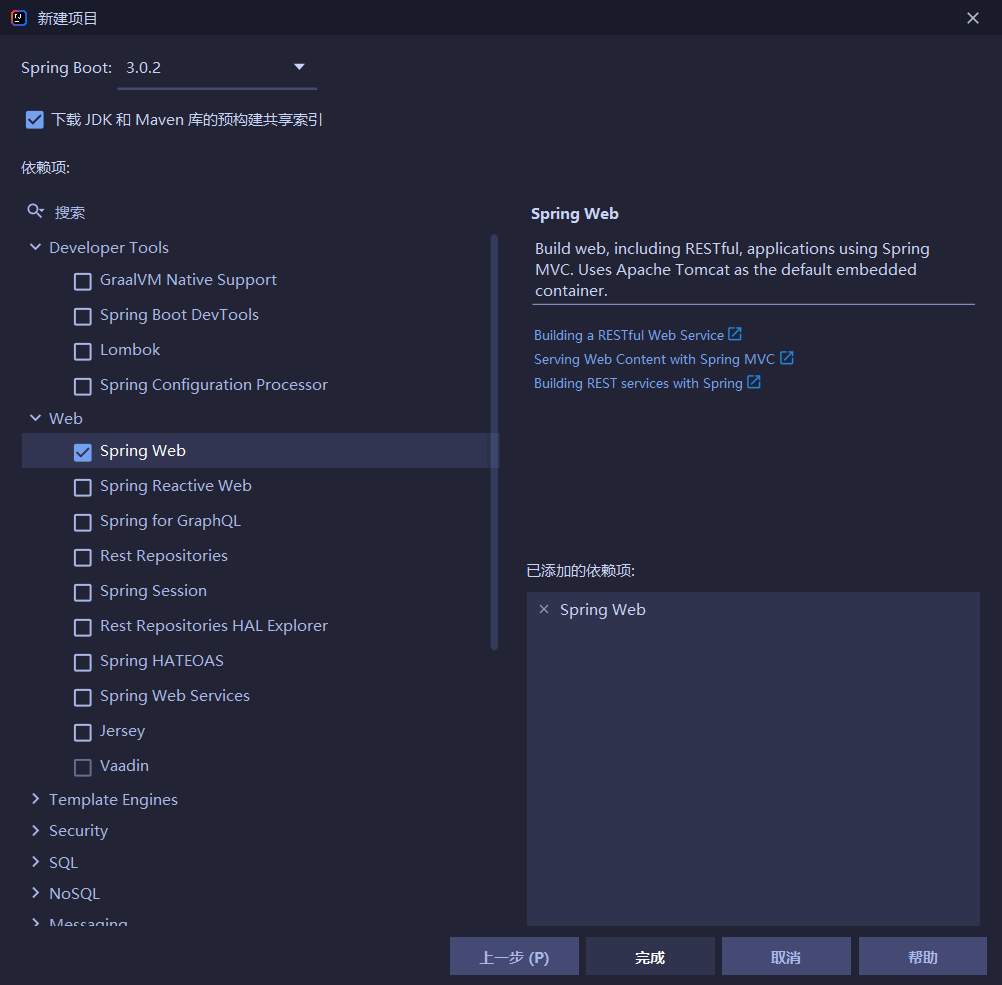 新建项目
Spring Boot: 3.0.2
下载 JDK 和 Maven 库的预构建共享索引
依赖项:
搜索
Developer Tools
GraalVM Native Support
Spring Boot DevTools
Lombok
Spring Configuration Processor
Web
Spring Web
Spring Reactive Web
Spring for GraphQL
Rest Repositories
Spring Session
Rest Repositories HAL Explorer
Spring HATEOAS
Spring Web Services
Jersey
Vaadin
Template Engines
Security
SQL
NoSQL
Messaging
Spring Web
Build web, including RESTful, applications using Spring
MVC. Uses Apache Tomcat as the default embedded
container.
Building a RESTful Web Service
Serving Web Content with Spring MVC
Building REST services with Spring
已添加的依赖项:
Spring Web
上一步 (P)
完成
取消
帮助